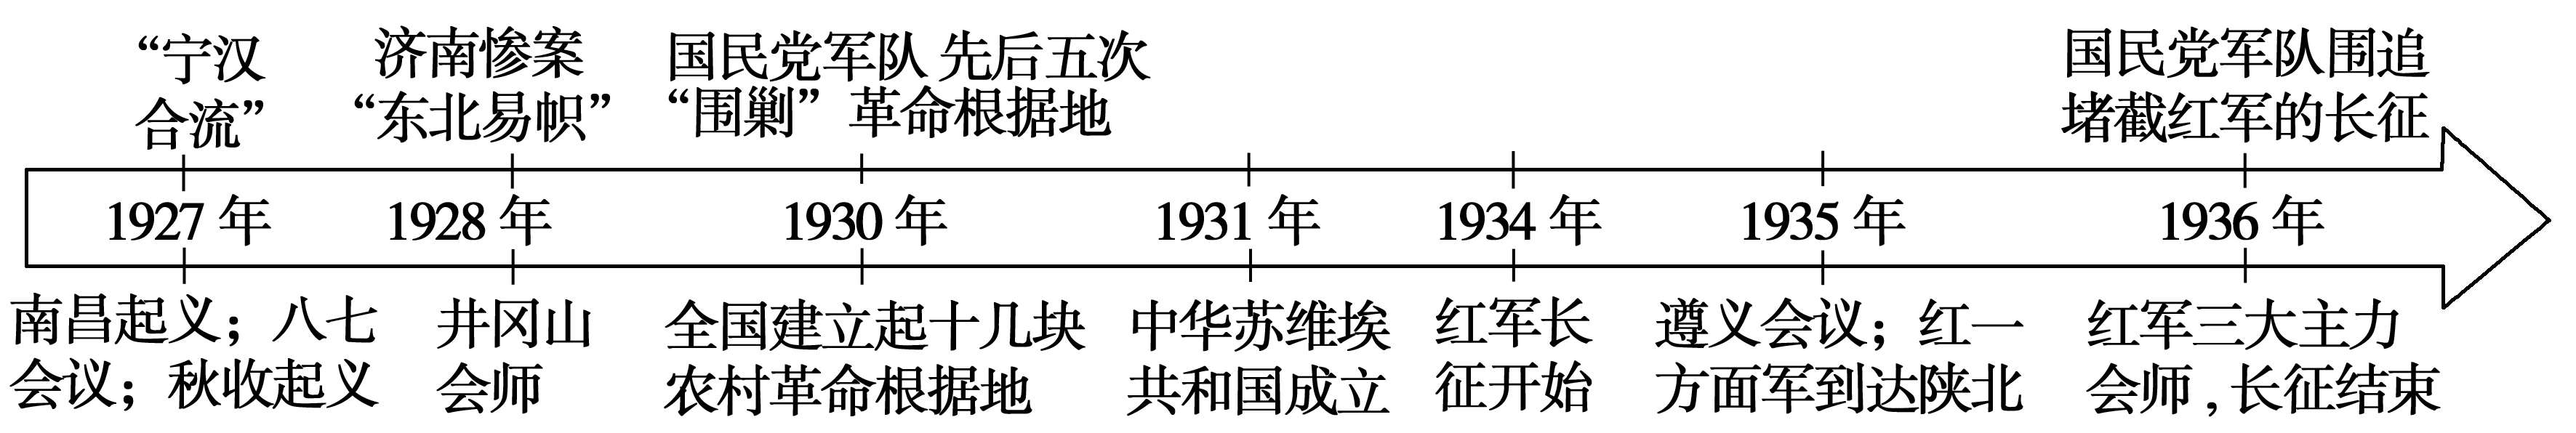 “宁汉
合流”
济南惨案
“东北易帜”
国民党军队 先后五次
“围剿” 革命根据地
国民党军队围追
堵截红军的长征
1927 年
1928 年
1930 年
1931 年
1934 年
1935 年
1936 年
南昌起义；八七
会议；秋收起义
井冈山
会师
全国建立起十几块
农村革命根据地
中华苏维埃
共和国成立
红军长
征开始
遵义会议；红一
方面军到达陕北
红军三大主力
会师，长征结束